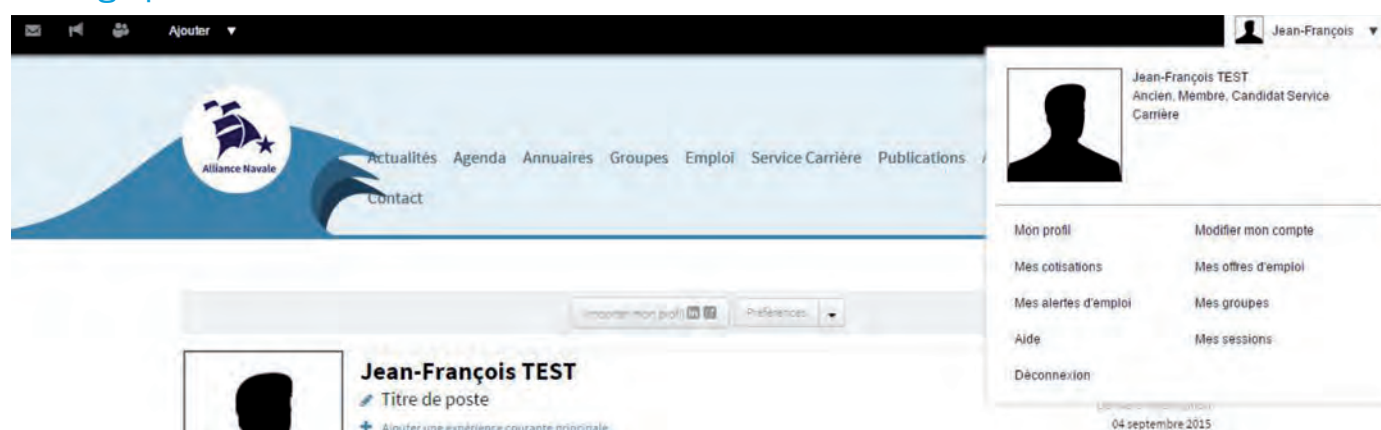 Ajouter ▼
Jean-François ▼
Jean-François TEST
Ancien, Membre, Candidat Service
Carrière
Alliance Navale
Actualités Agenda Annuaires Groupes Emploi Service Carrière Publications
Contact
Mon profil Modifier mon compte
Mes cotisations Mes offres d'emploi
Mes alertes d'emploi Mes groupes
Aide Mes sessions
Déconnexion
mon profil Préférences
Jean-François TEST
Titre de poste
Ajouter une expérience courante principale
04 septembre 2015